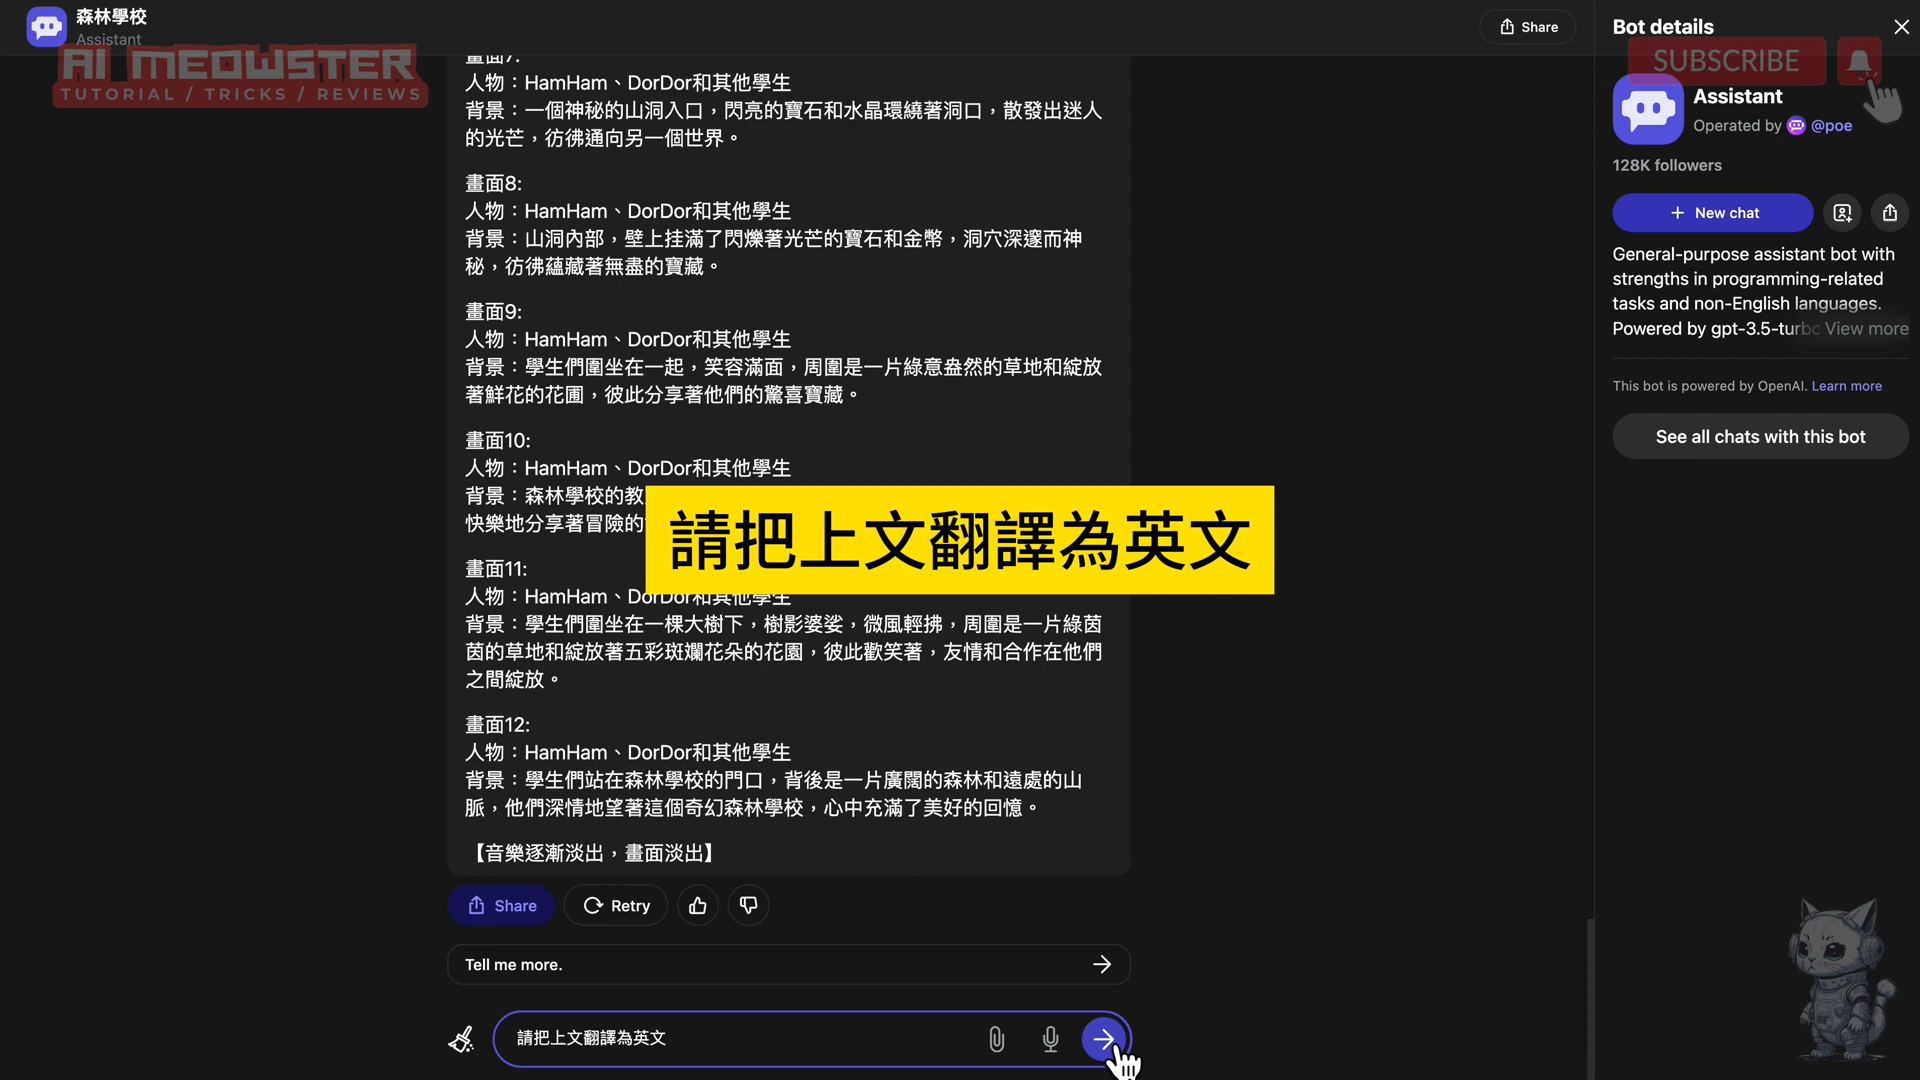 森林學校
Assistant
AI MEOWSTER
TUTORIAL / TRICKS / REVIEWS
Share
人物：HamHam、DorDor和其他學生
背景：一個神秘的山洞入口，閃亮的寶石和水晶環繞著洞口，散發出迷人
的光芒，彷彿通向另一個世界。
畫面8:
人物：HamHam、DorDor和其他學生
背景：山洞內部，壁上挂滿了閃爍著光芒的寶石和金幣，洞穴深邃而神
秘，彷彿蘊藏著無盡的寶藏。
畫面9:
人物：HamHam、DorDor和其他學生
背景：學生們圍坐在一起，笑容滿面，周圍是一片綠意盎然的草地和綻放
著鮮花的花圃，彼此分享著他們的驚喜寶藏。
畫面10:
人物：HamHam、DorDor和其他學生
背景：森林學校的教
快樂地分享著冒險的
請把上文翻譯為英文
畫面11:
人物：HamHam、DorDor和其他學生
背景：學生們圍坐在一棵大樹下，樹影婆娑，微風輕拂，周圍是一片綠茵
茵的草地和綻放著五彩斑斕花朵的花園，彼此歡笑著，友情和合作在他們
之間綻放。
畫面12:
人物：HamHam、DorDor和其他學生
背景：學生們站在森林學校的門口，背後是一片廣闊的森林和遠處的山
脈，他們深情地望著這個奇幻森林學校，心中充滿了美好的回憶。
【音樂逐漸淡出，畫面淡出】
Share
Retry
Tell me more.
請把上文翻譯為英文
Bot details
SUBSCRIBE
Assistant
Operated by @poe
128K followers
New chat
General-purpose assistant bot with
strengths in programming-related
tasks and non-English languages.
Powered by gpt-3.5-turbo View more
This bot is powered by OpenAI. Learn more
See all chats with this bot